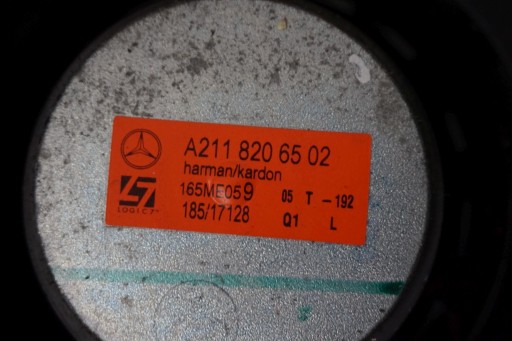 A211 820 65 02
harman/kardon
165ME059 05 T -192
LOGIC7
185/17128 Q1 L